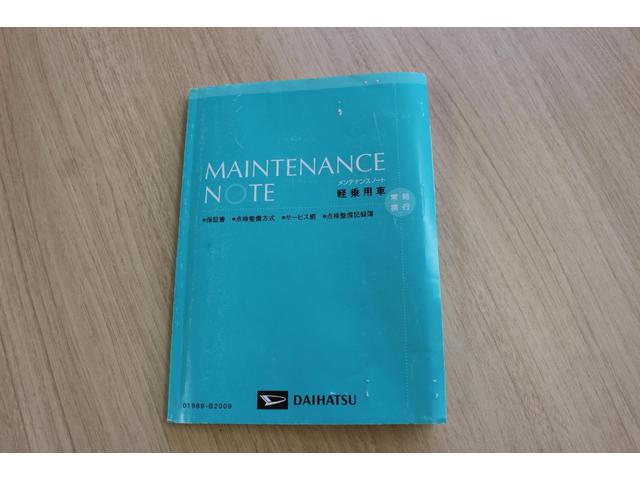 MAINTENANCE
NOTE
メンテナンスノート
軽乗用車
常時
携行
●保証書 ●点検整備方式 ●サービス網 ●点検整備記録簿
01989-B2009
DAIHATSU